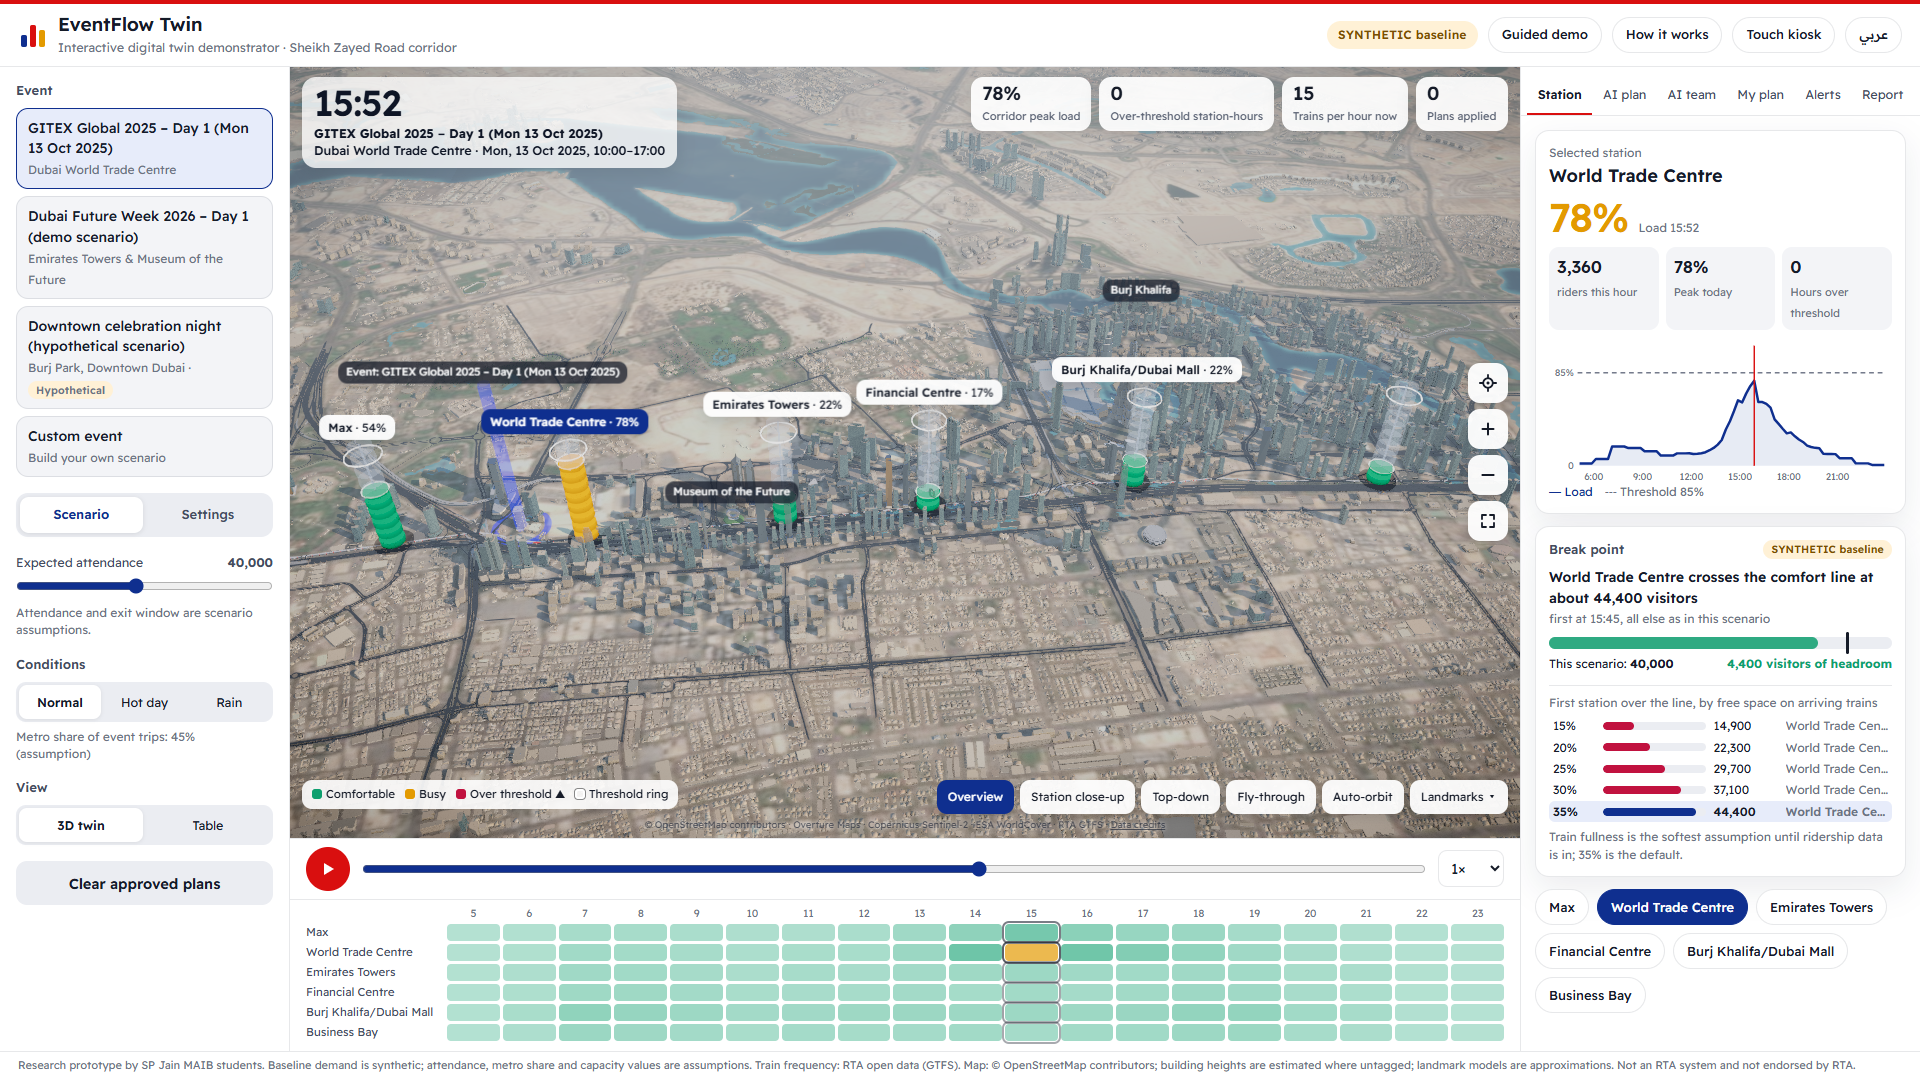 EventFlow Twin
Interactive digital twin demonstrator · Sheikh Zayed Road corridor
SYNTHETIC baseline
Guided demo
How it works
Touch kiosk
عربي
Event
GITEX Global 2025 – Day 1 (Mon
13 Oct 2025)
Dubai World Trade Centre
Dubai Future Week 2026 – Day 1
(demo scenario)
Emirates Towers & Museum of the
Future
Downtown celebration night
(hypothetical scenario)
Burj Park, Downtown Dubai ·
Hypothetical
Custom event
Build your own scenario
Scenario
Settings
Expected attendance
40,000
Attendance and exit window are scenario
assumptions.
Conditions
Normal
Hot day
Rain
Metro share of event trips: 45%
(assumption)
View
3D twin
Table
Clear approved plans
15:52
GITEX Global 2025 – Day 1 (Mon 13 Oct 2025)
Dubai World Trade Centre · Mon, 13 Oct 2025, 10:00–17:00
78%
Corridor peak load
0
Over-threshold station-hours
15
Trains per hour now
0
Plans applied
Burj Khalifa
Event: GITEX Global 2025 – Day 1 (Mon 13 Oct 2025)
Burj Khalifa/Dubai Mall · 22%
Financial Centre · 17%
Emirates Towers · 22%
World Trade Centre · 78%
Max · 54%
Museum of the Future
Comfortable
Busy
Over threshold ▲
Threshold ring
Overview
Station close-up
Top-down
Fly-through
Auto-orbit
Landmarks
© OpenStreetMap contributors · Overture Maps · Copernicus Sentinel-2 · ESA WorldCover · RTA GTFS · Data credits
1×
5 6 7 8 9 10 11 12 13 14 15 16 17 18 19 20 21 22 23
Max
World Trade Centre
Emirates Towers
Financial Centre
Burj Khalifa/Dubai Mall
Business Bay
Station
AI plan
AI team
My plan
Alerts
Report
Selected station
World Trade Centre
78% Load 15:52
3,360
riders this hour
78%
Peak today
0
Hours over
threshold
85%
0
6:00 9:00 12:00 15:00 18:00 21:00
— Load --- Threshold 85%
Break point
SYNTHETIC baseline
World Trade Centre crosses the comfort line at
about 44,400 visitors
first at 15:45, all else as in this scenario
This scenario: 40,000
4,400 visitors of headroom
First station over the line, by free space on arriving trains
15% 14,900 World Trade Cen...
20% 22,300 World Trade Cen...
25% 29,700 World Trade Cen...
30% 37,100 World Trade Cen...
35% 44,400 World Trade Ce...
Train fullness is the softest assumption until ridership data
is in; 35% is the default.
Max
World Trade Centre
Emirates Towers
Financial Centre
Burj Khalifa/Dubai Mall
Business Bay
Research prototype by SP Jain MAIB students. Baseline demand is synthetic; attendance, metro share and capacity values are assumptions. Train frequency: RTA open data (GTFS). Map: © OpenStreetMap contributors; building heights are estimated where untagged; landmark models are approximations. Not an RTA system and not endorsed by RTA.